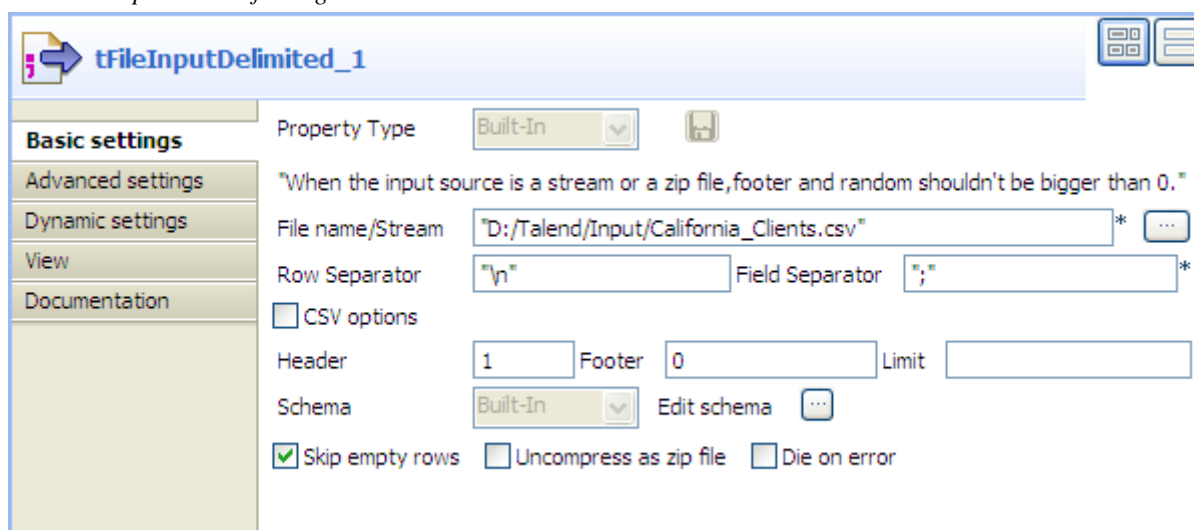 tFileInputDelimited_1
Basic settings
Advanced settings
Dynamic settings
View
Documentation
Property Type Built-In
"When the input source is a stream or a zip file,footer and random shouldn't be bigger than 0."
File name/Stream "D:/Talend/Input/California_Clients.csv" * ...
Row Separator "\n" Field Separator ";" *
CSV options
Header 1 Footer 0 Limit
Schema Built-In Edit schema ...
Skip empty rows Uncompress as zip file Die on error